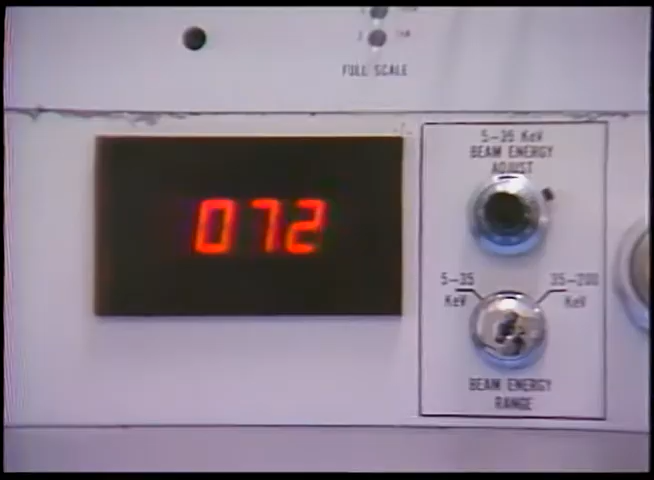 FULL SCALE
072
5-35 KeV
BEAM ENERGY
ADJUST
5-35
KeV
35-200
KeV
BEAM ENERGY
RANGE